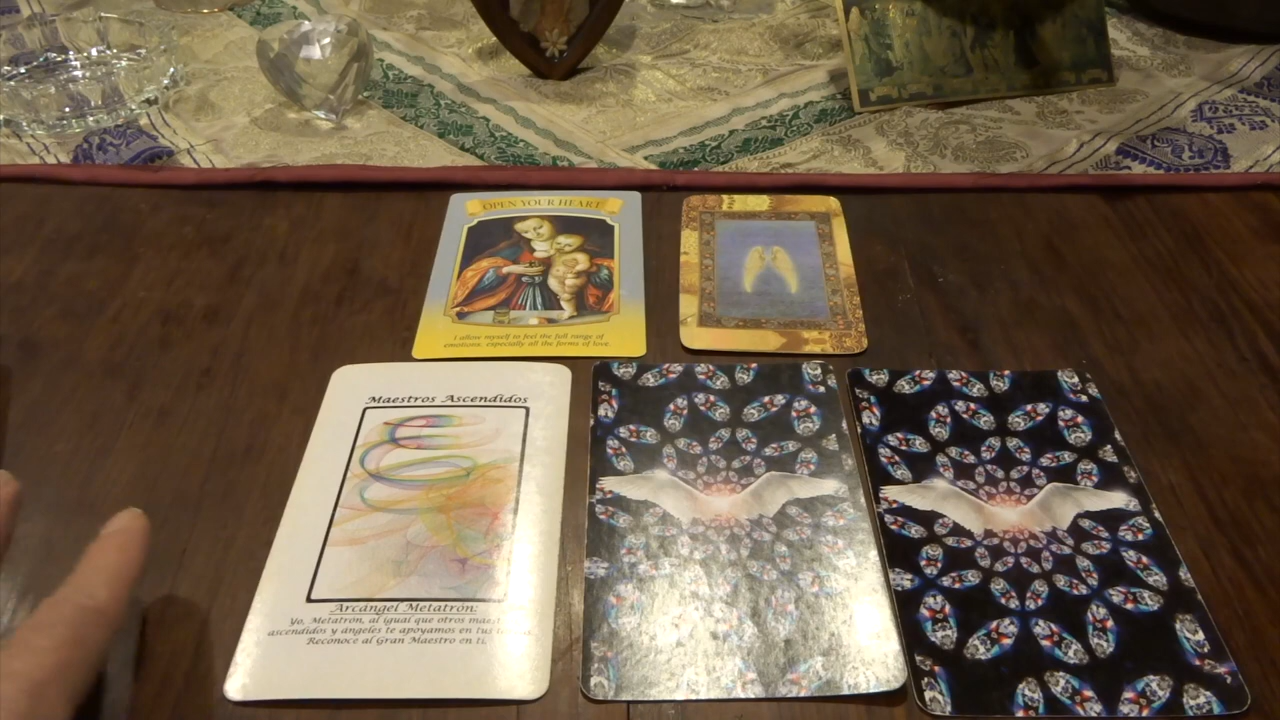 OPEN YOUR HEART
I allow myself to feel the full range of
emotions, especially all the forms of love.
Maestros Ascendidos
Arcángel Metatrón:
Yo, Metatrón, al igual que otros
ascendidos y ángeles te apoyamos en tus
Reconoce al Gran Maestro en ti.